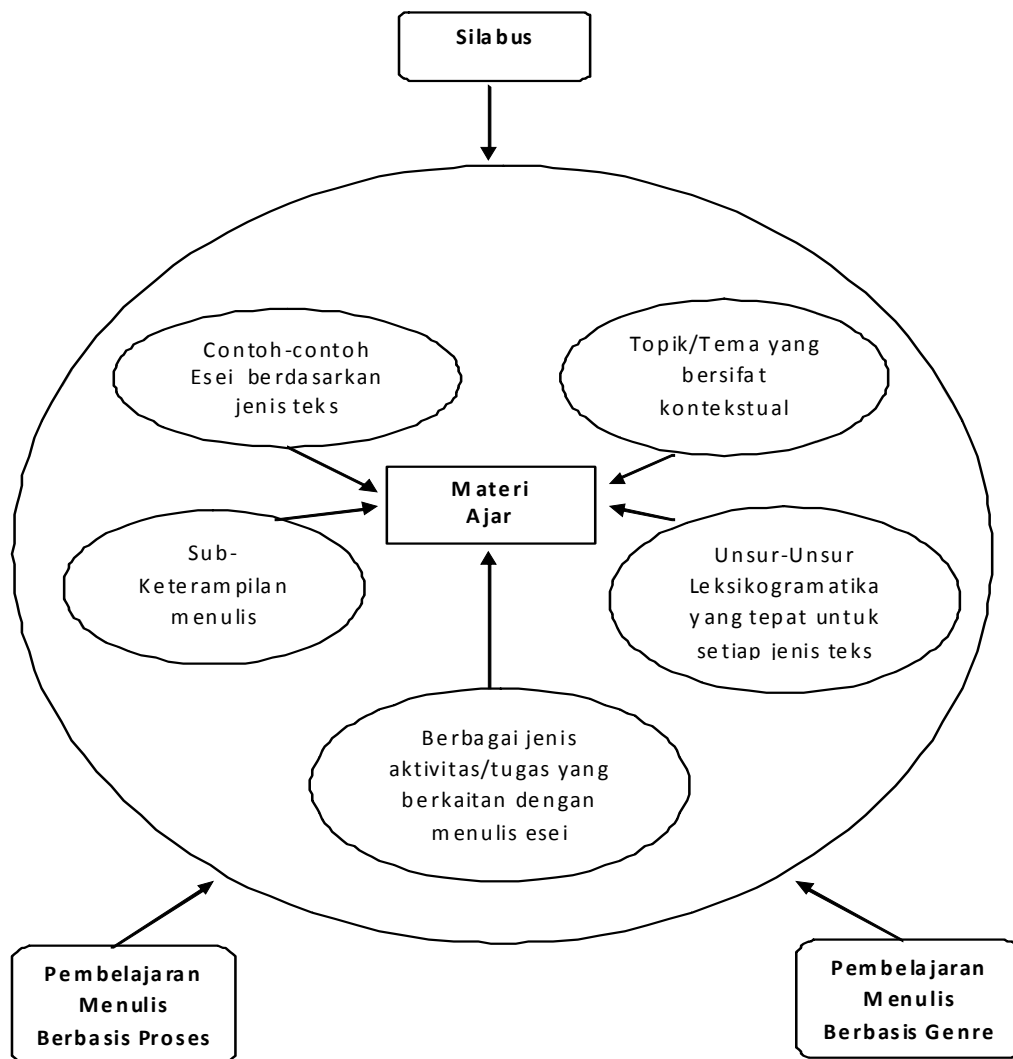 Silabus
Contoh-contoh
Esei berdasarkan
jenis teks
Topik/Tema yang
bersifat
kontekstual
Materi
Ajar
Sub-
Keterampilan
menulis
Unsur-Unsur
Leksikogramatika
yang tepat untuk
setiap jenis teks
Berbagai jenis
aktivitas/tugas yang
berkaitan dengan
menulis esei
Pembelajaran
Menulis
Berbasis Proses
Pembelajaran
Menulis
Berbasis Genre